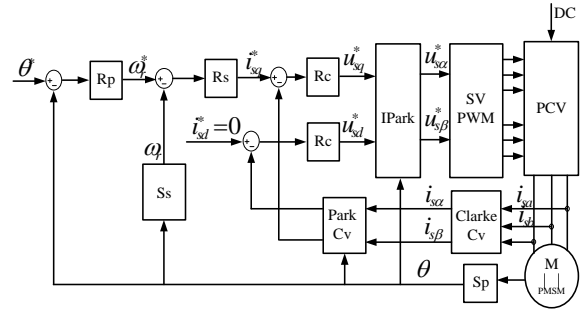 DC
θ*
Rp
ω*r
Rs
i*sq
Rc
u*sq
IPark
u*sα
SV
PWM
PCV
i*sd=0
Rc
u*sd
u*sβ
ωr
Ss
Park
Cv
isα
isβ
Clarke
Cv
isa
isb
θ
Sp
M
PMSM